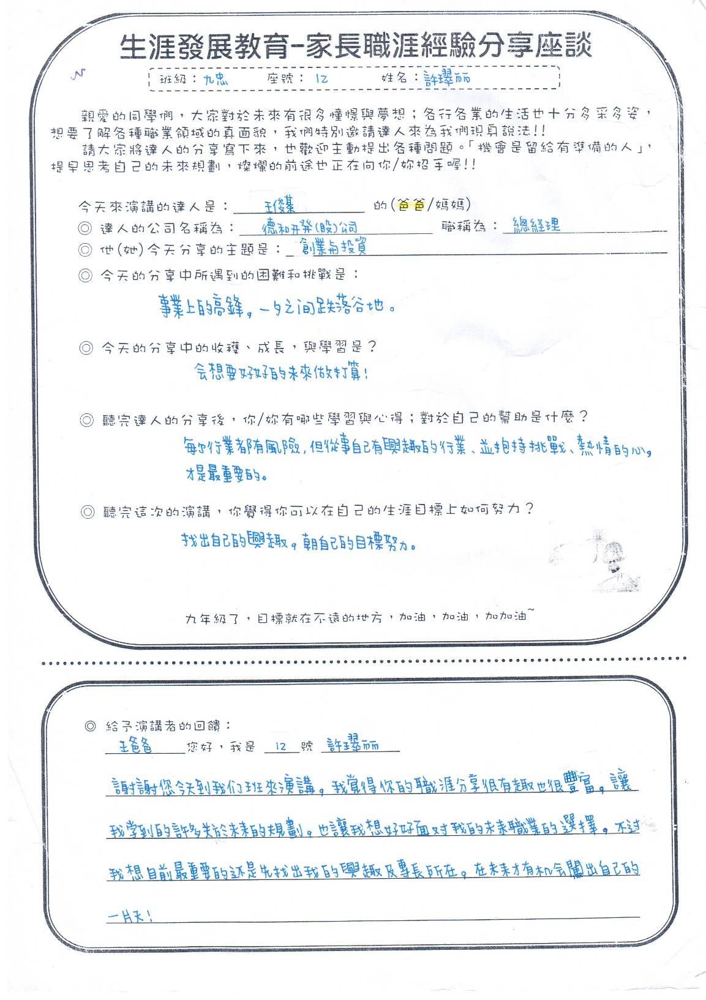 生涯發展教育-家長職涯經驗分享座談
班級：九忠 座號：12 姓名：許璻丽
親愛的同學們，大家對於未來有很多憧憬與夢想；各行各業的生活也十分多采多姿，
想要了解各種職業領域的真面貌，我們特別邀請達人來為我們現身說法!!
請大家將達人的分享寫下來，也歡迎主動提出各種問題。「機會是留給有準備的人」，
提早思考自己的未來規劃，燦爛的前途也正在向你/妳招手喔!!
今天來演講的達人是：王俊棻 的(爸爸/媽媽)
◎ 達人的公司名稱為：德和开発(股)公司 職稱為：總経理
◎ 他(她)今天分享的主題是：創業与投資
◎ 今天的分享中所遇到的困難和挑戰是：
事業上的高鋒，一夕之间跌落谷地。
◎ 今天的分享中的收穫、成長，與學習是？
会想要好好的未來做打算!
◎ 聽完達人的分享後，你/妳有哪些學習與心得；對於自己的幫助是什麼？
每个行業都有風險,但從事自己有興趣的行業、並抱持挑戰、熱情的心，
才是最重要的。
◎ 聽完這次的演講，你覺得你可以在自己的生涯目標上如何努力？
找出自己的興趣，朝自己的目標努力。
九年級了，目標就在不遠的地方，加油，加油，加加油~
◎ 給予演講者的回饋：
王爸爸 您好，我是 12 號 許璻丽
謝謝您今天到我们班來演講。我覚得你的職涯分享很有趣也很豐富。讓
我学到的許多关於未来的規劃。也讓我想好好面对我的未来職業的選擇。不过
我想目前最重要的还是先找出我的興趣及專長所在。在未来才有机会闖出自己的
一片天!